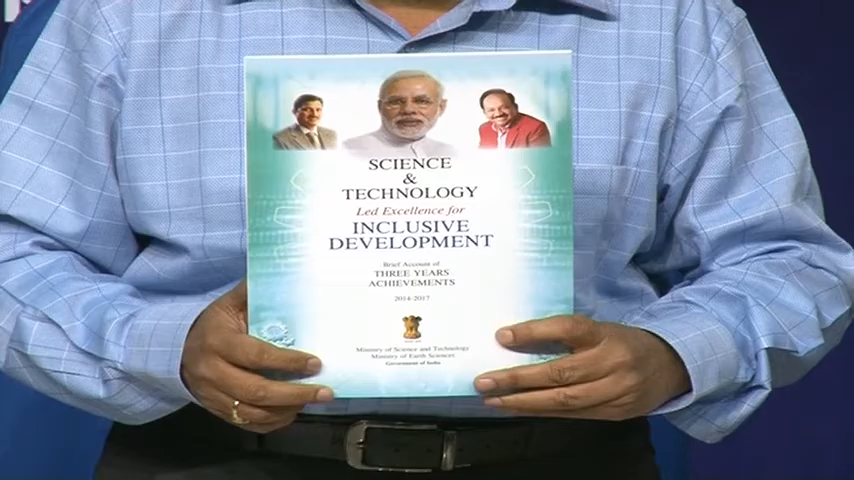 SCIENCE
&
TECHNOLOGY
Led Excellence for
INCLUSIVE
DEVELOPMENT
Brief Account of
THREE YEARS
ACHIEVEMENTS
2014-2017
Ministry of Science and Technology
Ministry of Earth Sciences
Government of India